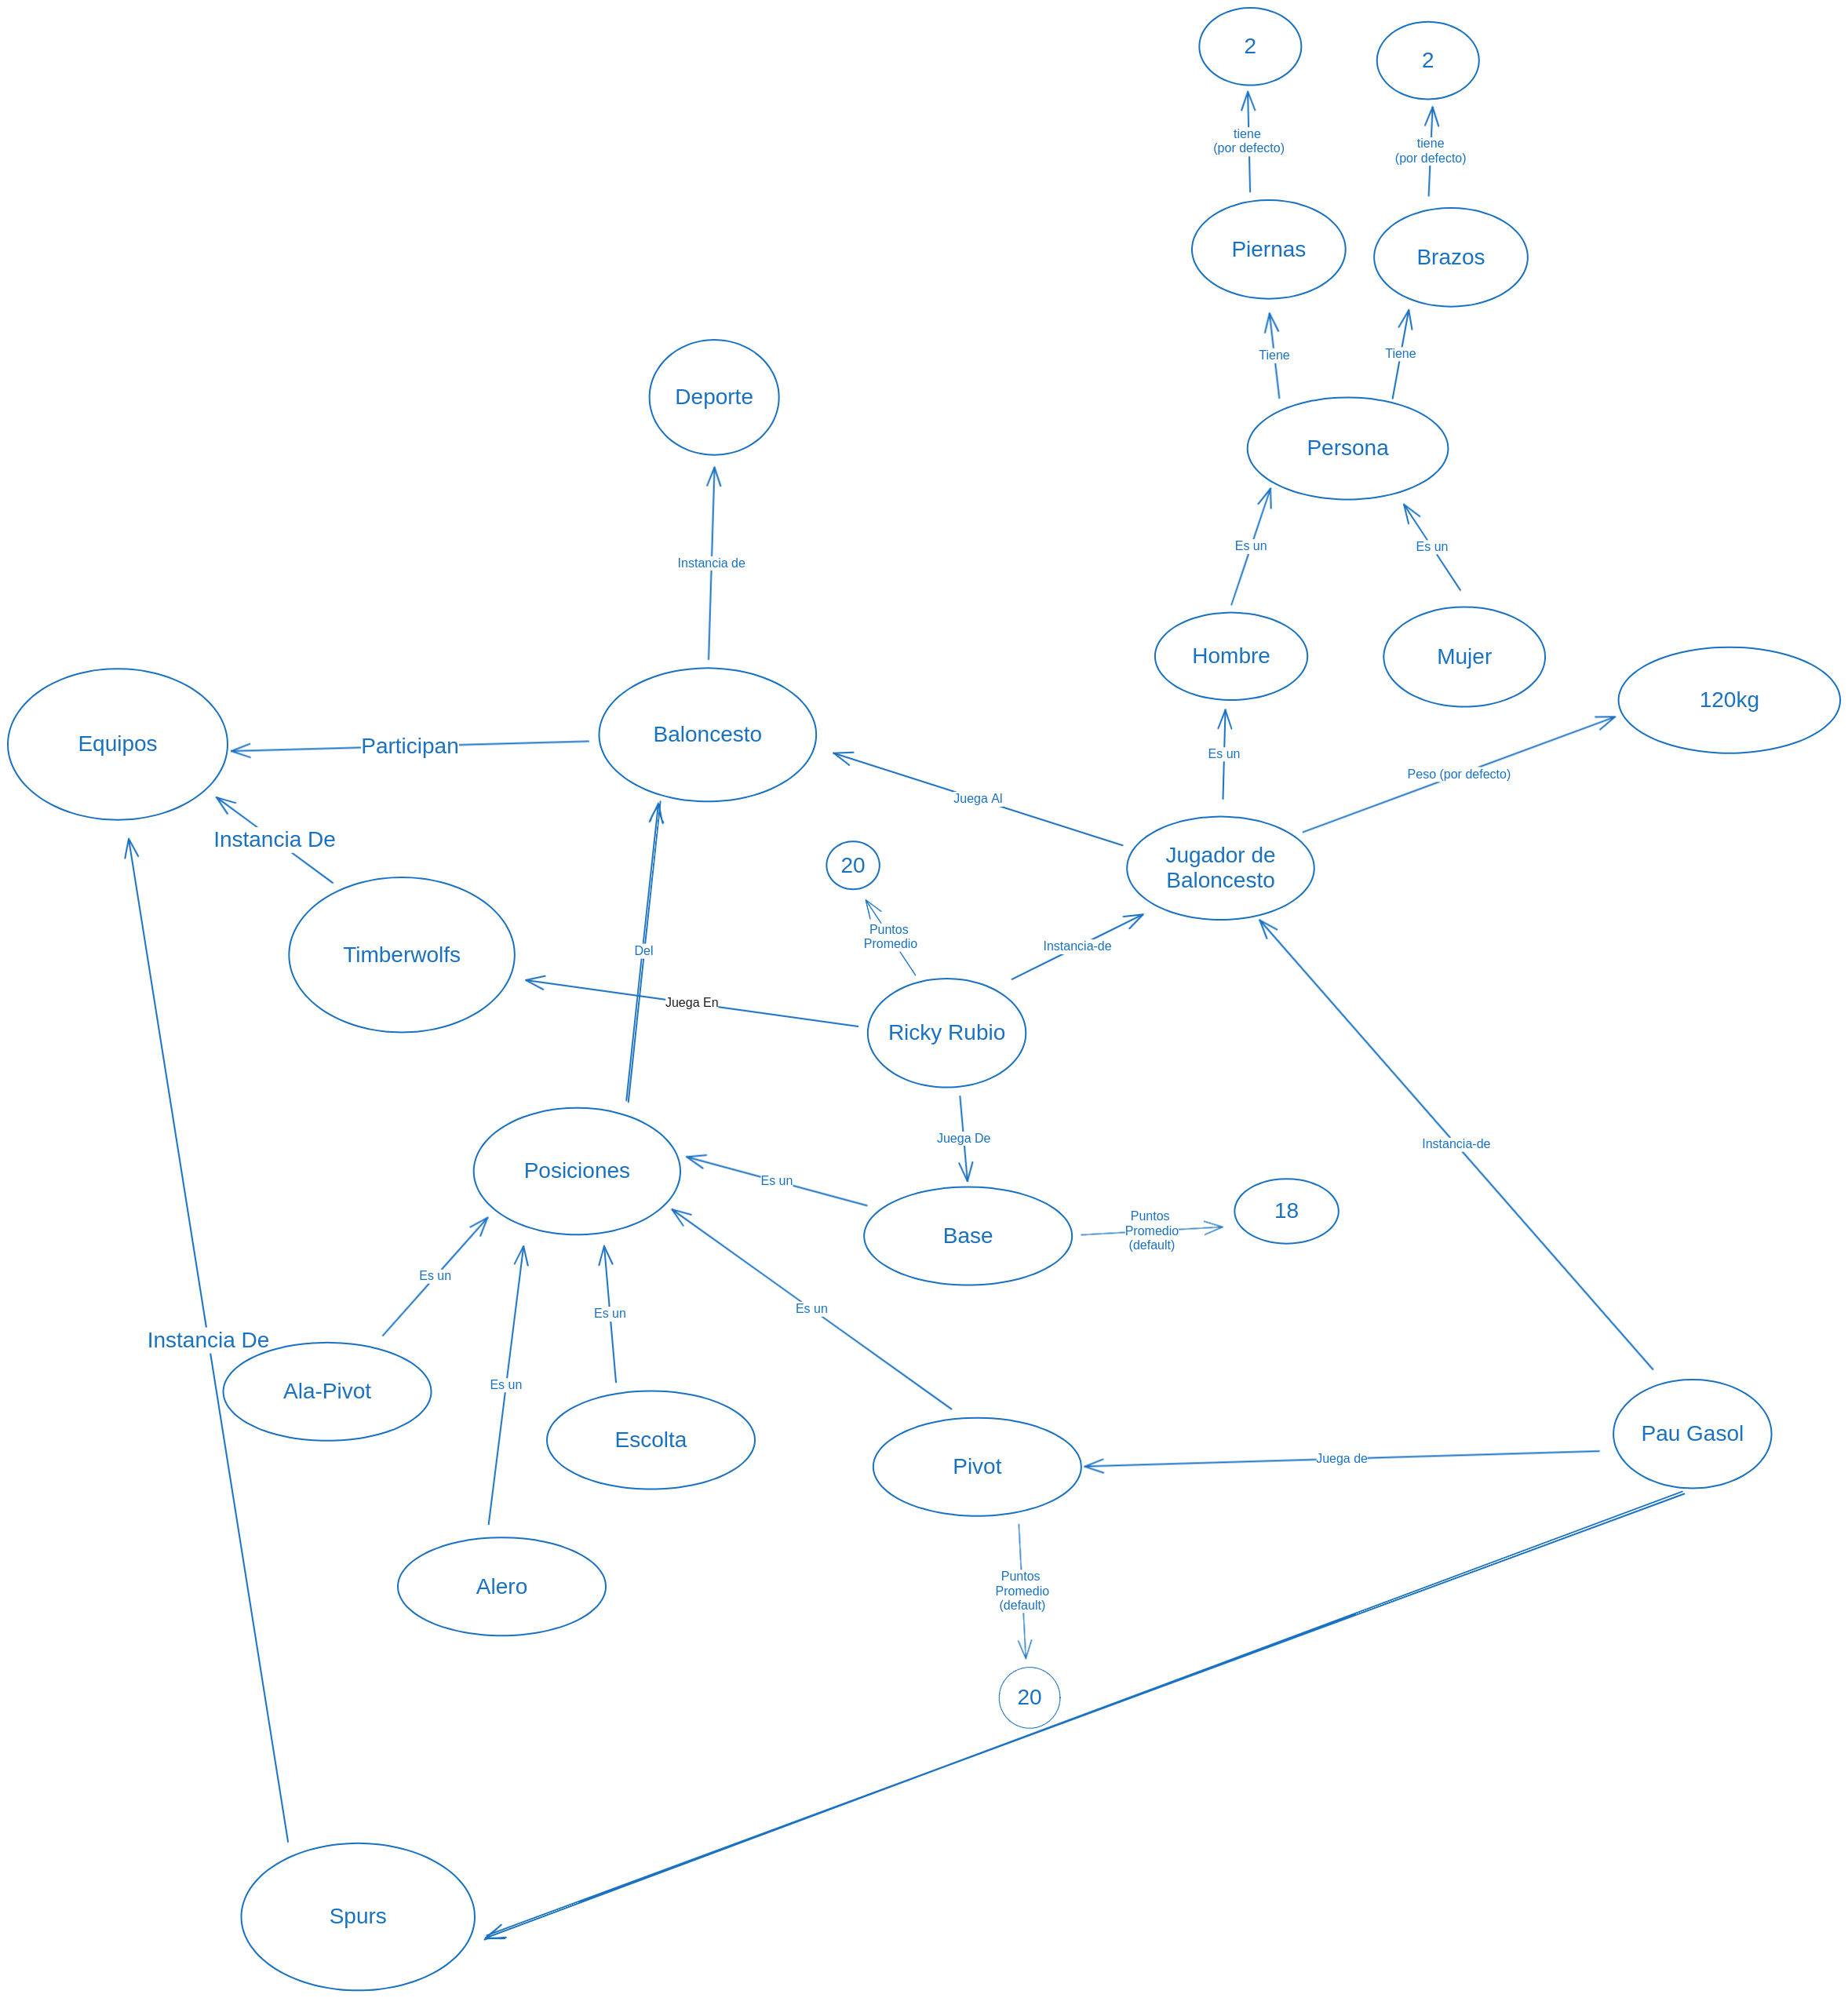 2
2
tiene
(por defecto)
tiene
(por defecto)
Piernas
Brazos
Tiene
Tiene
Deporte
Persona
Es un
Es un
Instancia de
Hombre
Mujer
120kg
Equipos
Participan
Baloncesto
Es un
Peso (por defecto)
Juega Al
Instancia De
Jugador de
Baloncesto
20
Puntos
Promedio
Instancia-de
Timberwolfs
Del
Juega En
Ricky Rubio
Juega De
Instancia-de
Posiciones
Es un
Base
Puntos
Promedio
(default)
18
Es un
Es un
Es un
Es un
Instancia De
Ala-Pivot
Escolta
Pivot
Juega de
Pau Gasol
Alero
Puntos
Promedio
(default)
20
Spurs